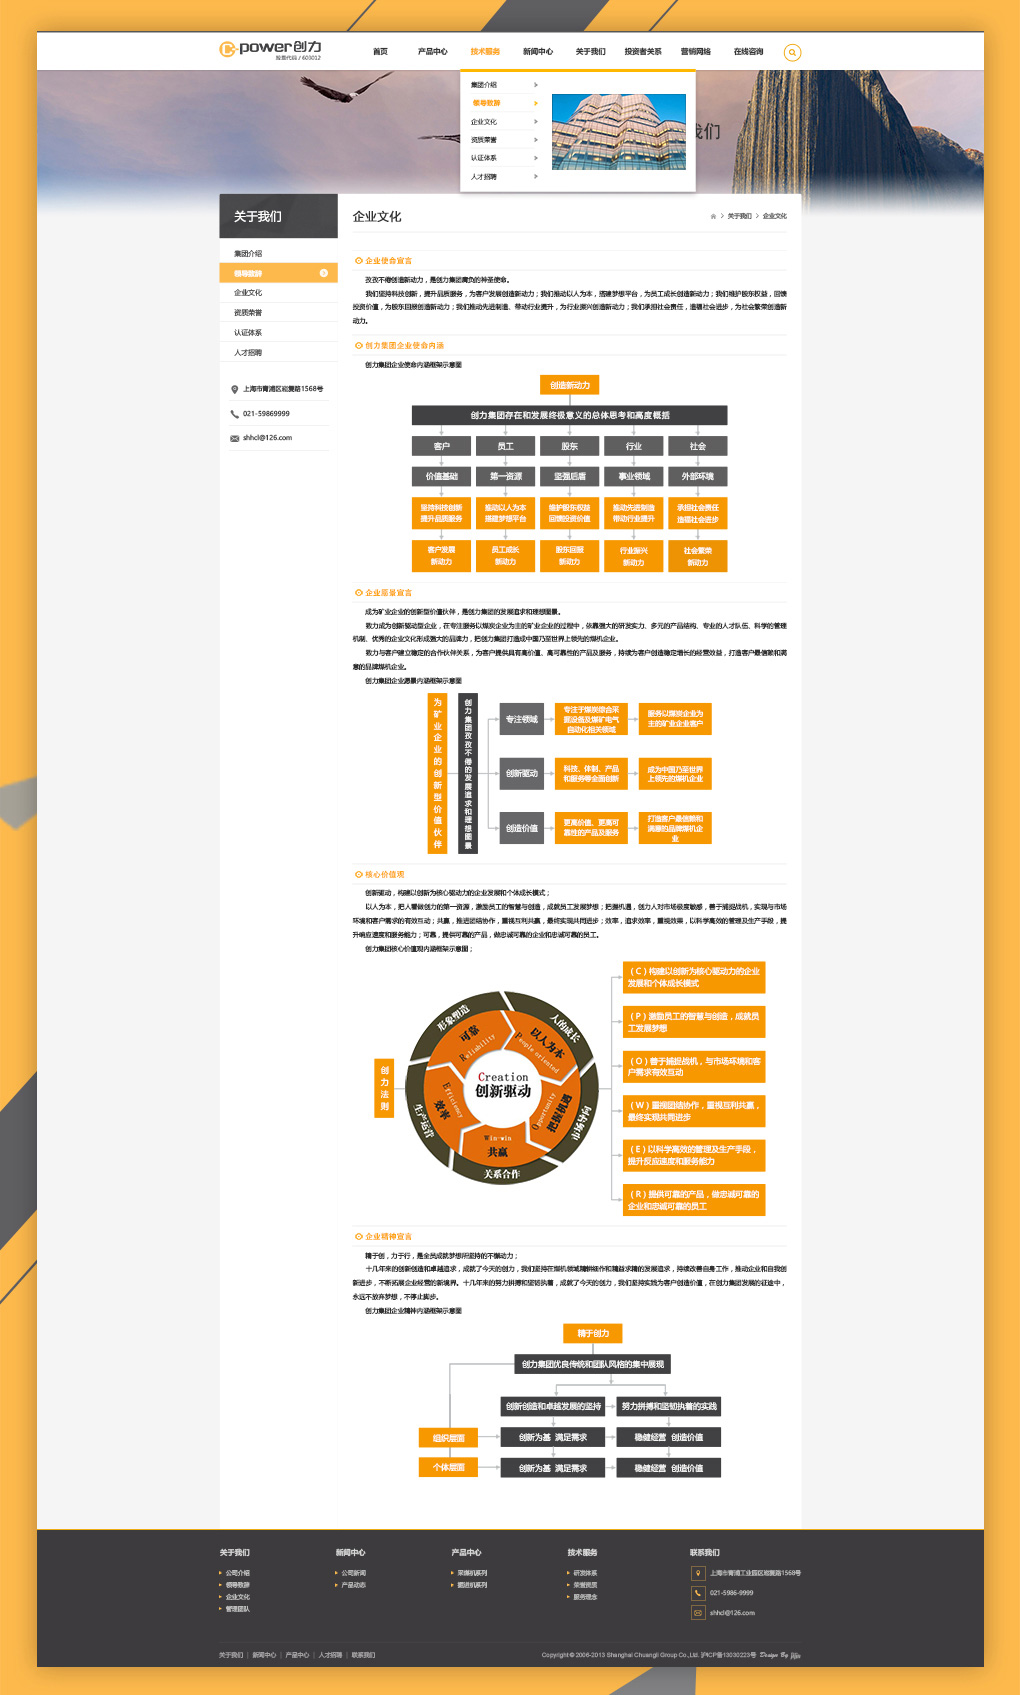 power创力
股票代码 / 603012
首页 产品中心 技术服务 新闻中心 关于我们 投资者关系 营销网络 在线咨询
集团介绍
领导致辞
企业文化
资质荣誉
认证体系
人才招聘
我们
关于我们
集团介绍
领导致辞
企业文化
资质荣誉
认证体系
人才招聘
上海市青浦区崧复路1568号
021-59869999
shhcl@126.com
企业文化
关于我们 > 企业文化
企业使命宣言
孜孜不倦创造新动力，是创力集团肩负的神圣使命。
我们坚持科技创新，提升品质服务，为客户发展创造新动力；我们推动以人为本，搭建梦想平台，为员工成长创造新动力；我们维护股东权益，回馈
投资价值，为股东回报创造新动力；我们推动先进制造、带动行业提升，为行业振兴创造新动力；我们承担社会责任，造福社会进步，为社会繁荣创造新
动力。
创力集团企业使命内涵
创力集团企业使命内涵框架示意图
创造新动力
创力集团存在和发展终极意义的总体思考和高度概括
客户 员工 股东 行业 社会
价值基础 第一资源 坚强后盾 事业领域 外部环境
坚持科技创新 推动以人为本 维护股东权益 推动先进制造 承担社会责任
提升品质服务 搭建梦想平台 回馈投资价值 带动行业提升 造福社会进步
客户发展 员工成长 股东回报 行业振兴 社会繁荣
新动力 新动力 新动力 新动力 新动力
企业愿景宣言
成为矿业企业的创新型价值伙伴，是创力集团的发展追求和理想图景。
致力成为创新驱动型企业，在专注服务以煤炭企业为主的矿业企业的过程中，依靠强大的研发实力、多元的产品结构、专业的人才队伍、科学的管理
机制、优秀的企业文化形成强大的品牌力，把创力集团打造成中国乃至世界上领先的煤机企业。
致力与客户建立稳定的合作伙伴关系，为客户提供具有高价值、高可靠性的产品及服务，持续为客户创造稳定增长的经营效益，打造客户最信赖和满
意的品牌煤机企业。
创力集团企业愿景内涵框架示意图
为矿业企业的创新型价值伙伴
创力集团孜孜不倦的发展追求和理想图景
专注领域
专注于煤炭综合采
掘设备及煤矿电气
自动化相关领域
服务以煤炭企业为
主的矿业企业客户
创新驱动
科技、体制、产品
和服务等全面创新
成为中国乃至世界
上领先的煤机企业
创造价值
更高价值、更高可
靠性的产品及服务
打造客户最信赖和
满意的品牌煤机企
业
核心价值观
创新驱动，构建以创新为核心驱动力的企业发展和个体成长模式；
以人为本，把人看做创力的第一资源，激励员工的智慧与创造，成就员工发展梦想；把握机遇，创力人对市场极度敏感，善于捕捉战机，实现与市场
环境和客户需求的有效互动；共赢，推进团结协作，重视互利共赢，最终实现共同进步；效率，追求效率，重视效果，以科学高效的管理及生产手段，提
升响应速度和服务能力；可靠，提供可靠的产品，做忠诚可靠的企业和忠诚可靠的员工。
创力集团核心价值观内涵框架示意图；
创力法则
形象塑造
人的成长
市场导向
关系合作
生产运营
可靠
Reliability
以人为本
People oriented
把握机遇
Opportunity
Win-win
共赢
效率
Efficiency
Creation
创新驱动
（C）构建以创新为核心驱动力的企业
发展和个体成长模式
（P）激励员工的智慧与创造，成就员
工发展梦想
（O）善于捕捉战机，与市场环境和客
户需求有效互动
（W）重视团结协作，重视互利共赢，
最终实现共同进步
（E）以科学高效的管理及生产手段，
提升反应速度和服务能力
（R）提供可靠的产品，做忠诚可靠的
企业和忠诚可靠的员工
企业精神宣言
精于创，力于行，是全员成就梦想所坚持的不懈动力；
十几年来的创新创造和卓越追求，成就了今天的创力，我们坚持在煤机领域精耕细作和精益求精的发展追求，持续改善自身工作，推动企业和自我创
新进步，不断拓展企业经营的新境界。十几年来的努力拼搏和坚韧执着，成就了今天的创力，我们坚持实践为客户创造价值，在创力集团发展的征途中，
永远不放弃梦想，不停止脚步。
创力集团企业精神内涵框架示意图
精于创力
创力集团优良传统和团队风格的集中展现
创新创造和卓越发展的坚持 努力拼搏和坚韧执着的实践
组织层面 创新为基 满足需求 稳健经营 创造价值
个体层面 创新为基 满足需求 稳健经营 创造价值
关于我们 新闻中心 产品中心 技术服务 联系我们
公司介绍 公司新闻 采煤机系列 研发体系 上海市青浦工业园区崧复路1568号
领导致辞 产品动态 掘进机系列 荣誉资质 021-5986-9999
企业文化 服务理念
管理团队 shhcl@126.com
关于我们 | 新闻中心 | 产品中心 | 人才招聘 | 联系我们
Copyright © 2006-2013 Shanghai Chuangli Group Co.,Ltd. 沪ICP备13030223号 Design By